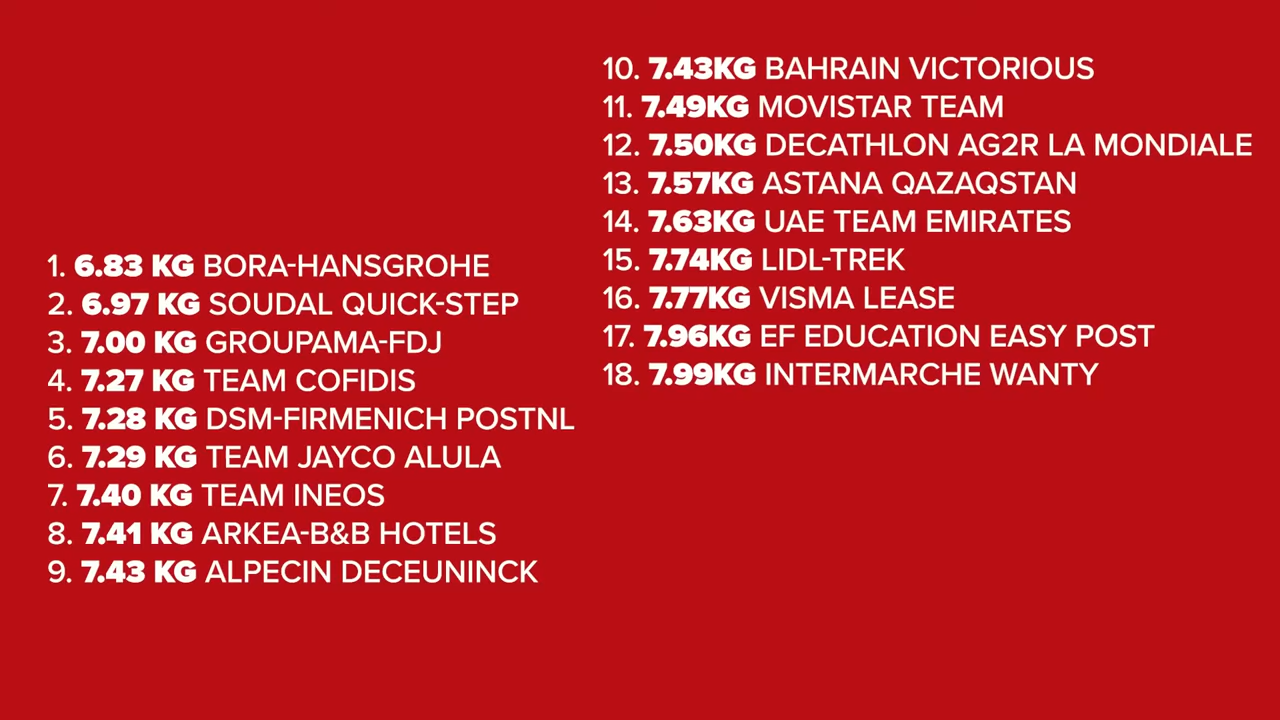 1. 6.83 KG BORA-HANSGROHE
2. 6.97 KG SOUDAL QUICK-STEP
3. 7.00 KG GROUPAMA-FDJ
4. 7.27 KG TEAM COFIDIS
5. 7.28 KG DSM-FIRMENICH POSTNL
6. 7.29 KG TEAM JAYCO ALULA
7. 7.40 KG TEAM INEOS
8. 7.41 KG ARKEA-B&B HOTELS
9. 7.43 KG ALPECIN DECEUNINCK
10. 7.43KG BAHRAIN VICTORIOUS
11. 7.49KG MOVISTAR TEAM
12. 7.50KG DECATHLON AG2R LA MONDIALE
13. 7.57KG ASTANA QAZAQSTAN
14. 7.63KG UAE TEAM EMIRATES
15. 7.74KG LIDL-TREK
16. 7.77KG VISMA LEASE
17. 7.96KG EF EDUCATION EASY POST
18. 7.99KG INTERMARCHE WANTY